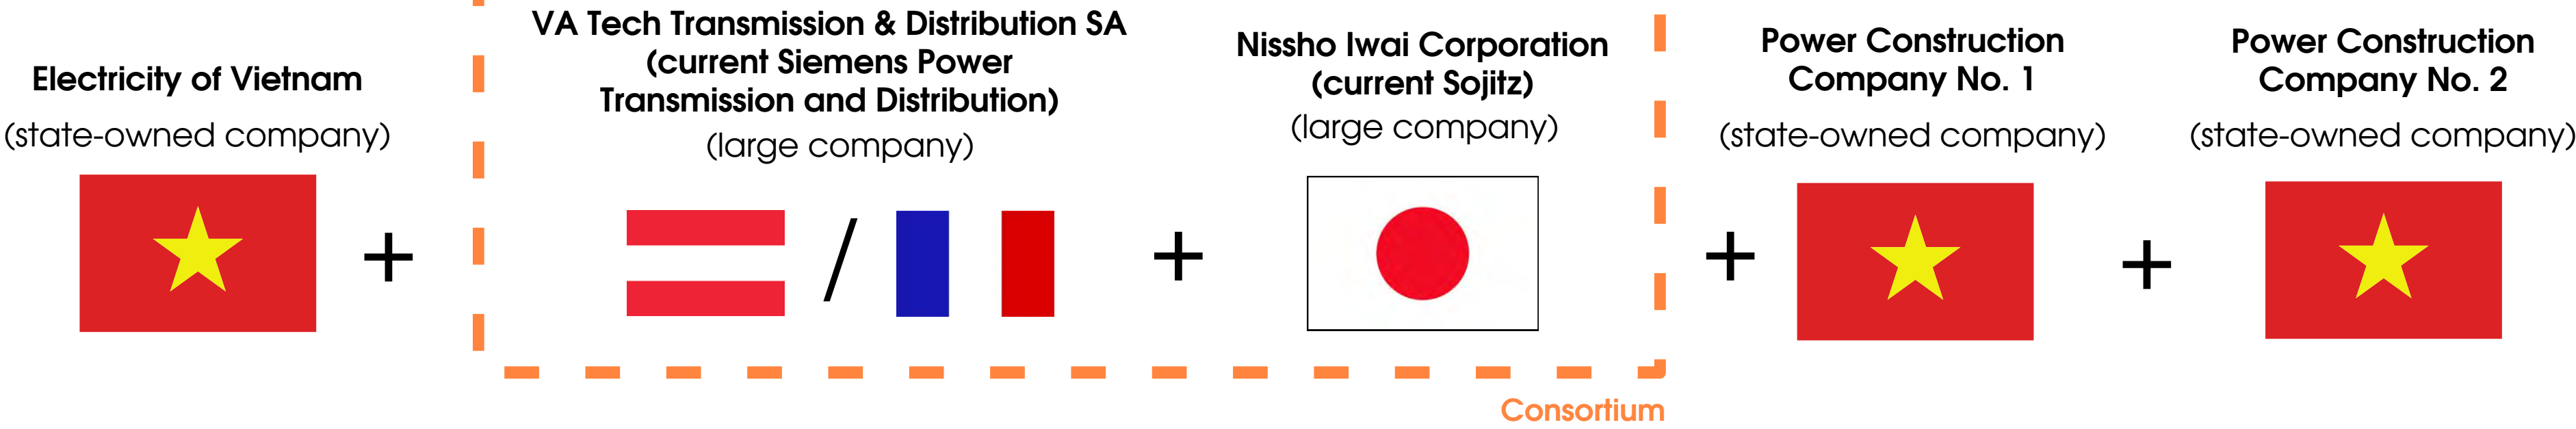 Electricity of Vietnam
(state-owned company)
+
VA Tech Transmission & Distribution SA
(current Siemens Power
Transmission and Distribution)
(large company)
/
+
Nissho Iwai Corporation
(current Sojitz)
(large company)
+
Power Construction
Company No. 1
(state-owned company)
+
Power Construction
Company No. 2
(state-owned company)
Consortium